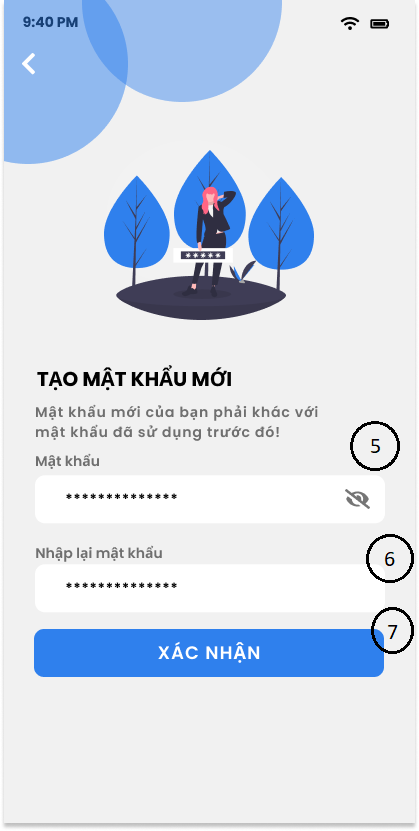 9:40 PM
*****
TẠO MẬT KHẨU MỚI
Mật khẩu mới của bạn phải khác với
mật khẩu đã sử dụng trước đó!
5
Mật khẩu
**************
6
Nhập lại mật khẩu
**************
7
XÁC NHẬN